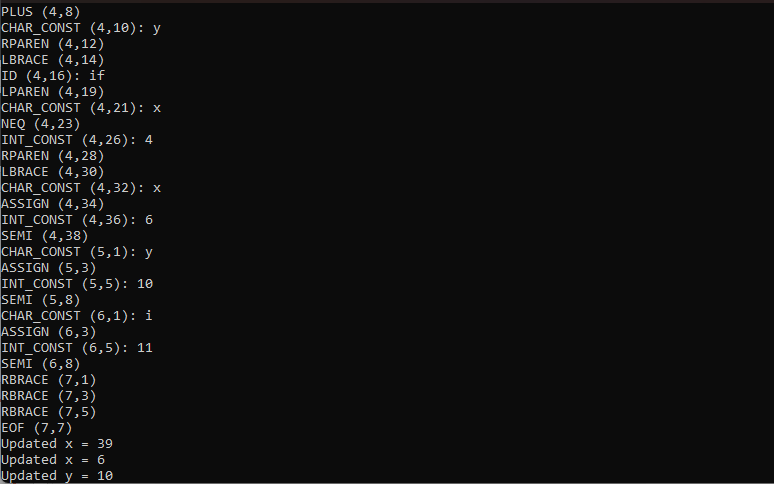 PLUS (4,8)
CHAR_CONST (4,10): y
RPAREN (4,12)
LBRACE (4,14)
ID (4,16): if
LPAREN (4,19)
CHAR_CONST (4,21): x
NEQ (4,23)
INT_CONST (4,26): 4
RPAREN (4,28)
LBRACE (4,30)
CHAR_CONST (4,32): x
ASSIGN (4,34)
INT_CONST (4,36): 6
SEMI (4,38)
CHAR_CONST (5,1): y
ASSIGN (5,3)
INT_CONST (5,5): 10
SEMI (5,8)
CHAR_CONST (6,1): i
ASSIGN (6,3)
INT_CONST (6,5): 11
SEMI (6,8)
RBRACE (7,1)
RBRACE (7,3)
RBRACE (7,5)
EOF (7,7)
Updated x = 39
Updated x = 6
Updated y = 10